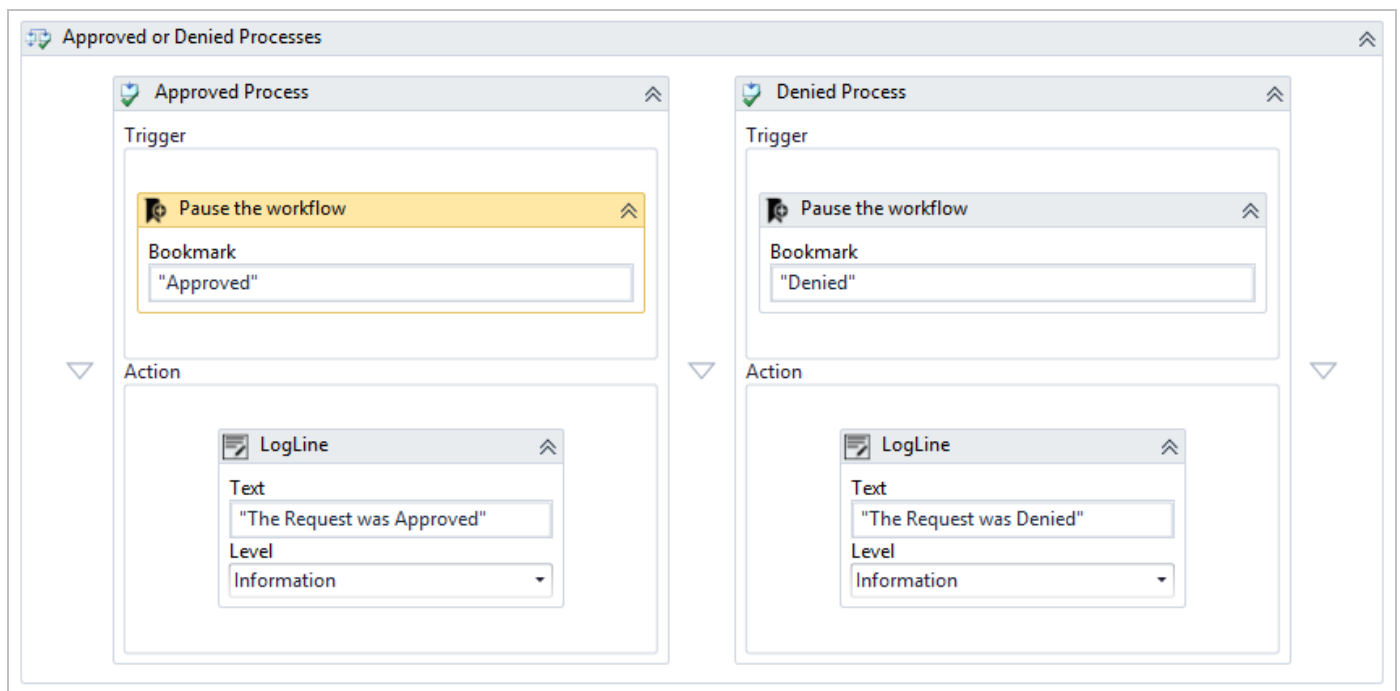 Approved or Denied Processes
Approved Process
Trigger
Pause the workflow
Bookmark
"Approved"
Action
LogLine
Text
"The Request was Approved"
Level
Information
Denied Process
Trigger
Pause the workflow
Bookmark
"Denied"
Action
LogLine
Text
"The Request was Denied"
Level
Information